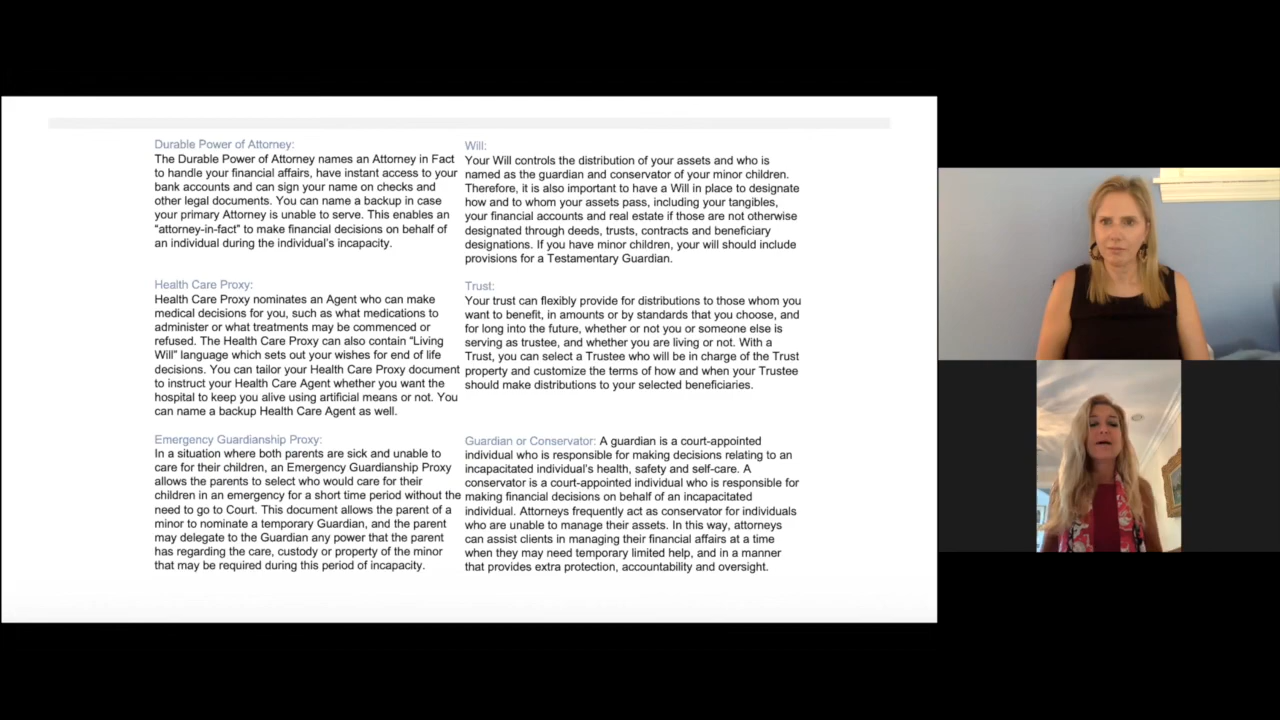 Durable Power of Attorney:
The Durable Power of Attorney names an Attorney in Fact
to handle your financial affairs, have instant access to your
bank accounts and can sign your name on checks and
other legal documents. You can name a backup in case
your primary Attorney is unable to serve. This enables an
“attorney-in-fact” to make financial decisions on behalf of
an individual during the individual’s incapacity.
Health Care Proxy:
Health Care Proxy nominates an Agent who can make
medical decisions for you, such as what medications to
administer or what treatments may be commenced or
refused. The Health Care Proxy can also contain “Living
Will” language which sets out your wishes for end of life
decisions. You can tailor your Health Care Proxy document
to instruct your Health Care Agent whether you want the
hospital to keep you alive using artificial means or not. You
can name a backup Health Care Agent as well.
Emergency Guardianship Proxy:
In a situation where both parents are sick and unable to
care for their children, an Emergency Guardianship Proxy
allows the parents to select who would care for their
children in an emergency for a short time period without the
need to go to Court. This document allows the parent of a
minor to nominate a temporary Guardian, and the parent
may delegate to the Guardian any power that the parent
has regarding the care, custody or property of the minor
that may be required during this period of incapacity.
Will:
Your Will controls the distribution of your assets and who is
named as the guardian and conservator of your minor children.
Therefore, it is also important to have a Will in place to designate
how and to whom your assets pass, including your tangibles,
your financial accounts and real estate if those are not otherwise
designated through deeds, trusts, contracts and beneficiary
designations. If you have minor children, your will should include
provisions for a Testamentary Guardian.
Trust:
Your trust can flexibly provide for distributions to those whom you
want to benefit, in amounts or by standards that you choose, and
for long into the future, whether or not you or someone else is
serving as trustee, and whether you are living or not. With a
Trust, you can select a Trustee who will be in charge of the Trust
property and customize the terms of how and when your Trustee
should make distributions to your selected beneficiaries.
Guardian or Conservator: A guardian is a court-appointed
individual who is responsible for making decisions relating to an
incapacitated individual’s health, safety and self-care. A
conservator is a court-appointed individual who is responsible for
making financial decisions on behalf of an incapacitated
individual. Attorneys frequently act as conservator for individuals
who are unable to manage their assets. In this way, attorneys
can assist clients in managing their financial affairs at a time
when they may need temporary limited help, and in a manner
that provides extra protection, accountability and oversight.